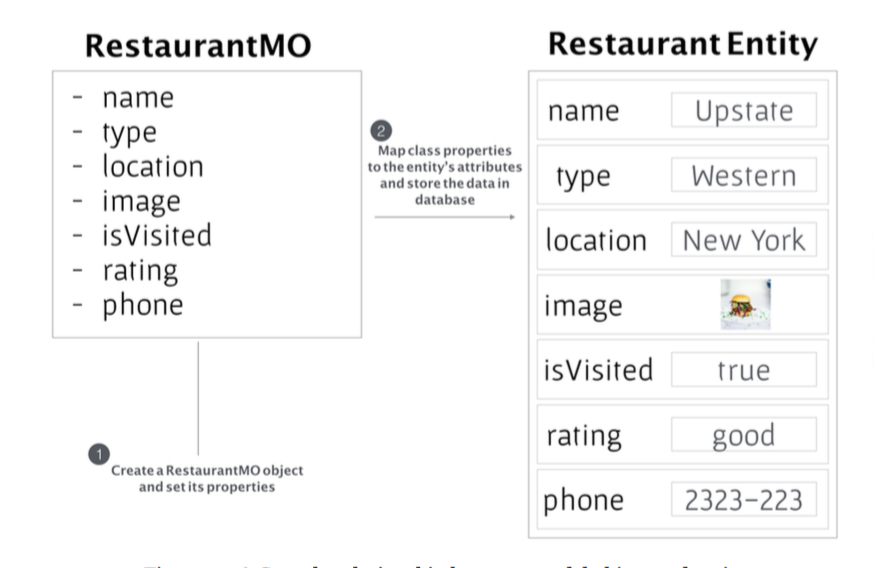 RestaurantMO
- name
- type
- location
- image
- isVisited
- rating
- phone
1
Create a RestaurantMO object
and set its properties
2
Map class properties
to the entity's attributes
and store the data in
database
Restaurant Entity
name Upstate
type Western
location New York
image
isVisited true
rating good
phone 2323-223